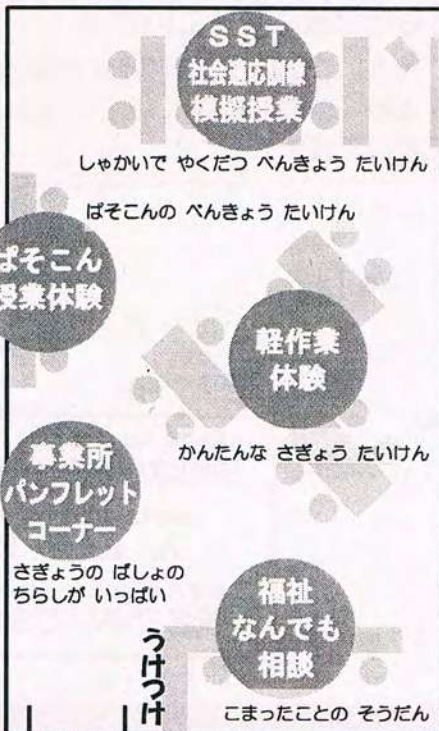 SST
社会適応訓練
模擬授業
しゃかいで やくだつ べんきょう たいけん
ぱそこんの べんきょう たいけん
ぱそこん
授業体験
軽作業
体験
かんたんな さぎょう たいけん
事業所
パンフレット
コーナー
さぎょうの ばしょの
ちらしが いっぱい
福祉
なんでも
相談
うけつけ
こまったことの そうだん